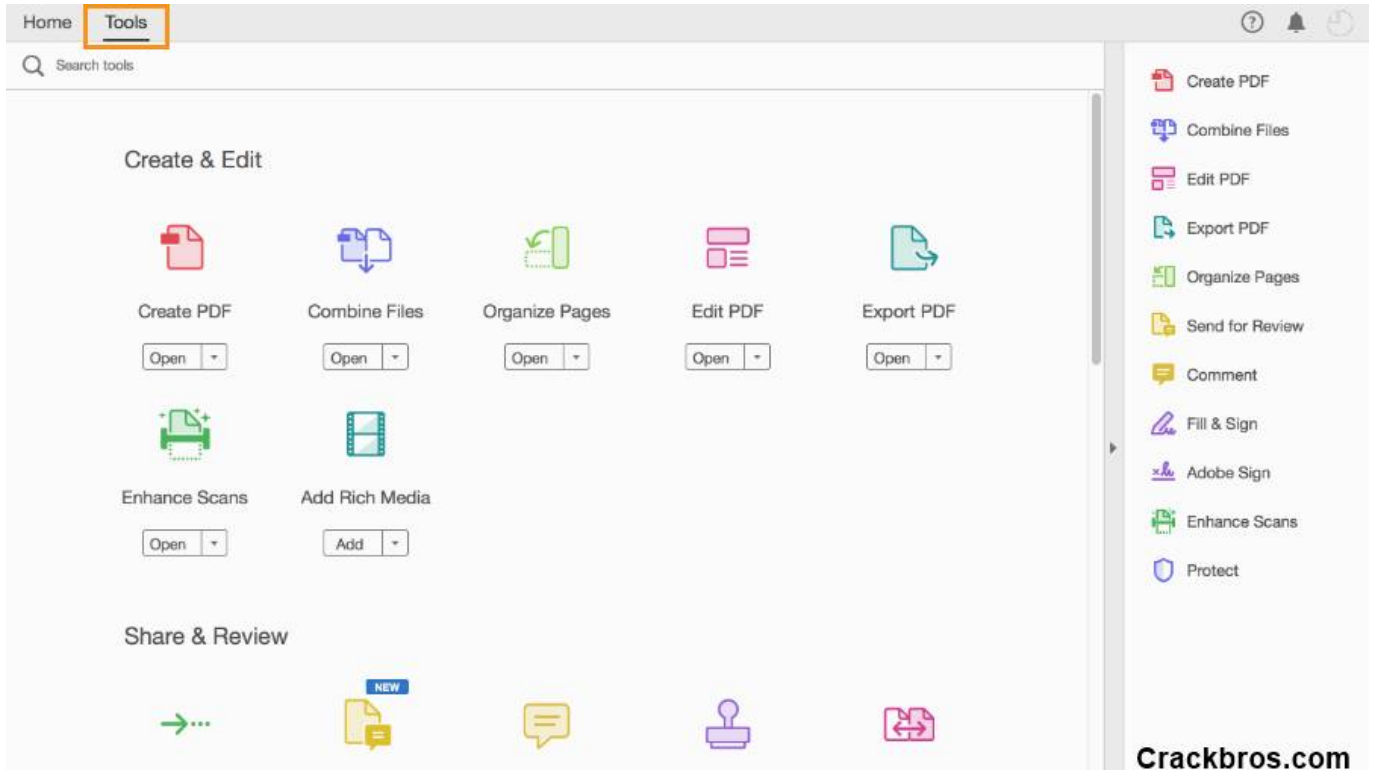 Home Tools
Search tools
Create & Edit
Create PDF Combine Files Organize Pages Edit PDF Export PDF
Open Open Open Open Open
Enhance Scans Add Rich Media
Open Add
Share & Review
NEW
Create PDF
Combine Files
Edit PDF
Export PDF
Organize Pages
Send for Review
Comment
Fill & Sign
Adobe Sign
Enhance Scans
Protect
Crackbros.com